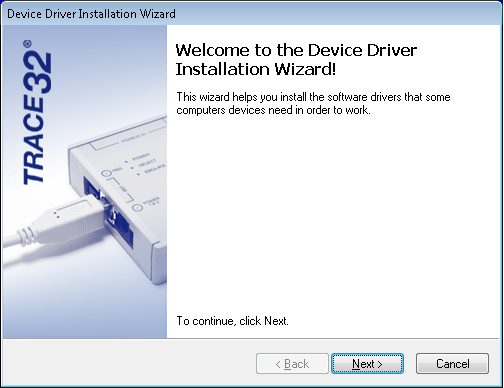 Device Driver Installation Wizard
TRACE32®
Welcome to the Device Driver
Installation Wizard!
This wizard helps you install the software drivers that some
computers devices need in order to work.
POWER
SELECT
EMULATE
POWER
To continue, click Next.
< Back
Next >
Cancel